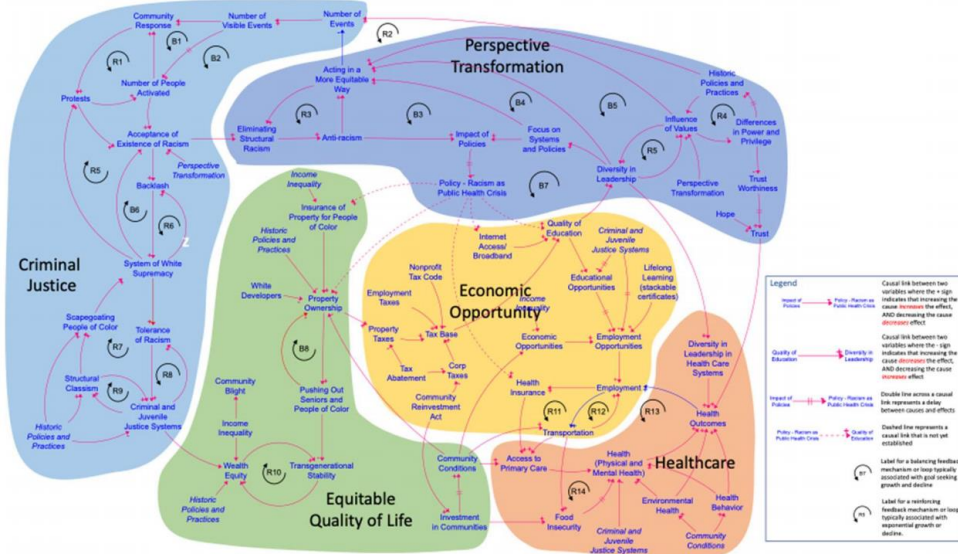 Community
Response
Number of
Visible Events
Number of
Events
R1
B1
B2
R2
Number of People
Activated
Protests
Acceptance of
Existence of Racism
Perspective
Transformation
R5
Backlash
B6
R6
Z
System of White
Supremacy
Criminal
Justice
Scapegoating
People of Color
R7
Tolerance
of Racism
Structural
Classism
R9
R8
Historic
Policies and
Practices
Criminal and
Juvenile
Justice Systems
Perspective
Transformation
Acting in a
More Equitable
Way
R3
B3
B4
B5
Eliminating
Structural
Racism
Anti-racism
Impact of
Policies
Focus on
Systems
and Policies
Historic
Policies and
Practices
Influence
of Values
R4
Differences
in Power and
Privilege
R5
Diversity in
Leadership
Perspective
Transformation
Trust
Worthiness
Hope
Trust
Policy - Racism as
Public Health Crisis
B7
Income
Inequality
Insurance of
Property for People
of Color
Historic
Policies and
Practices
White
Developers
Property
Ownership
B8
Pushing Out
Seniors and
People of Color
Community
Blight
Income
Inequality
Wealth
Equity
R10
Transgenerational
Stability
Historic
Policies and
Practices
Equitable
Quality of Life
Community
Conditions
Investment
in Communities
Internet
Access/
Broadband
Quality of
Education
Criminal and
Juvenile
Justice Systems
Nonprofit
Tax Code
Employment
Taxes
Economic
Opportunity
Educational
Opportunities
Lifelong
Learning
(stackable
certificates)
Income
Inequality
Property
Taxes
Tax Base
Economic
Opportunities
Employment
Opportunities
Tax
Abatement
Corp
Taxes
Community
Reinvestment
Act
Health
Insurance
Employment
R11
R12
R13
Transportation
Diversity in
Leadership in
Health Care
Systems
Health
Outcomes
Access to
Primary Care
Health
(Physical and
Mental Health)
Healthcare
R14
Food
Insecurity
Environmental
Health
Health
Behavior
Criminal and
Juvenile
Justice Systems
Community
Conditions
Legend
Impact of
Policies
Policy - Racism as
Public Health Crisis
Causal link between two
variables where the + sign
indicates that increasing the
cause increases the effect,
AND decreasing the cause
decreases effect
Quality of
Education
Diversity in
Leadership
Causal link between two
variables where the - sign
indicates that increasing the
cause decreases the effect,
AND decreasing the cause
increases effect
Impact of
Policies
Policy - Racism as
Public Health Crisis
Double line across a causal
link represents a delay
between causes and effects
Policy - Racism as
Public Health Crisis
Quality of
Education
Dashed line represents a
causal link that is not yet
established
B7
Label for a balancing feedback
mechanism or loop typically
associated with goal seeking
growth and decline
Label for a reinforcing
feedback mechanism or loop
typically associated with
exponential growth or
decline.